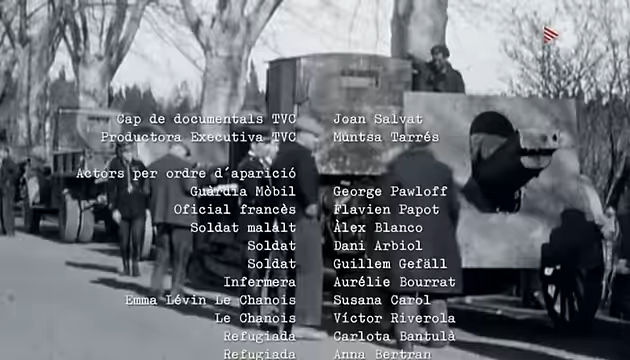 Cap de documentals TVC Joan Salvat
Productora Executiva TVC Muntsa Tarrés
Actors per ordre d´aparició
Guàrdia Mòbil George Pawloff
Oficial francès Flavien Papot
Soldat malalt Àlex Blanco
Soldat Dani Arbiol
Soldat Guillem Gefäll
Infermera Aurélie Bourrat
Emma Lévin Le Chanois Susana Carol
Le Chanois Víctor Riverola
Refugiada Carlota Bantulà
Refugiada Anna Bertran